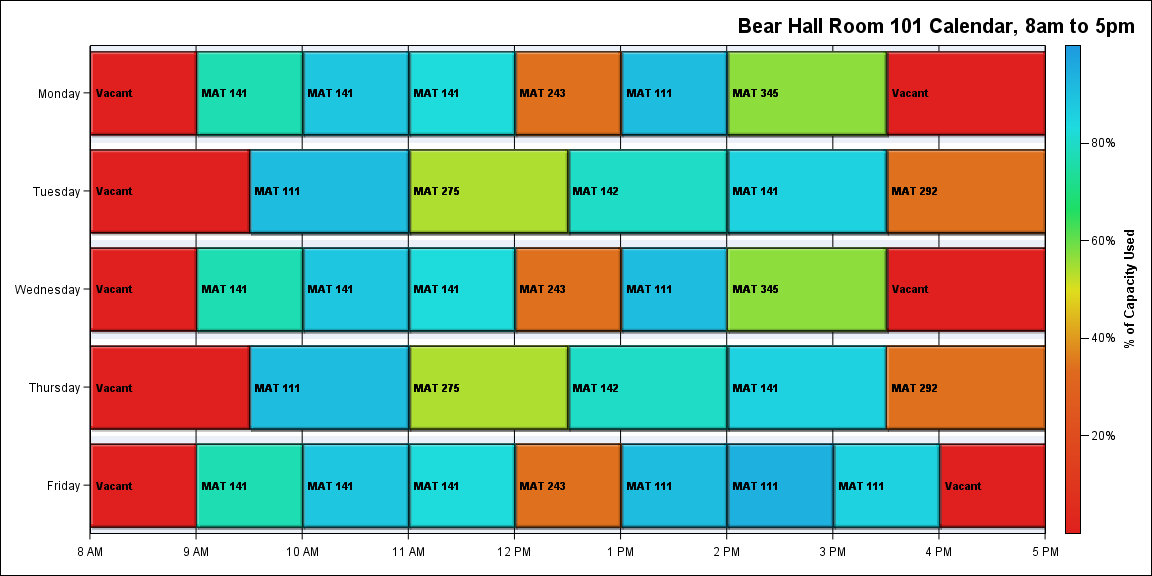 Bear Hall Room 101 Calendar, 8am to 5pm
Monday
Vacant
MAT 141
MAT 141
MAT 141
MAT 243
MAT 111
MAT 345
Vacant
Tuesday
Vacant
MAT 111
MAT 275
MAT 142
MAT 141
MAT 292
Wednesday
Vacant
MAT 141
MAT 141
MAT 141
MAT 243
MAT 111
MAT 345
Vacant
Thursday
Vacant
MAT 111
MAT 275
MAT 142
MAT 141
MAT 292
Friday
Vacant
MAT 141
MAT 141
MAT 141
MAT 243
MAT 111
MAT 111
MAT 111
Vacant
8 AM
9 AM
10 AM
11 AM
12 PM
1 PM
2 PM
3 PM
4 PM
5 PM
80%
60%
40%
20%
% of Capacity Used